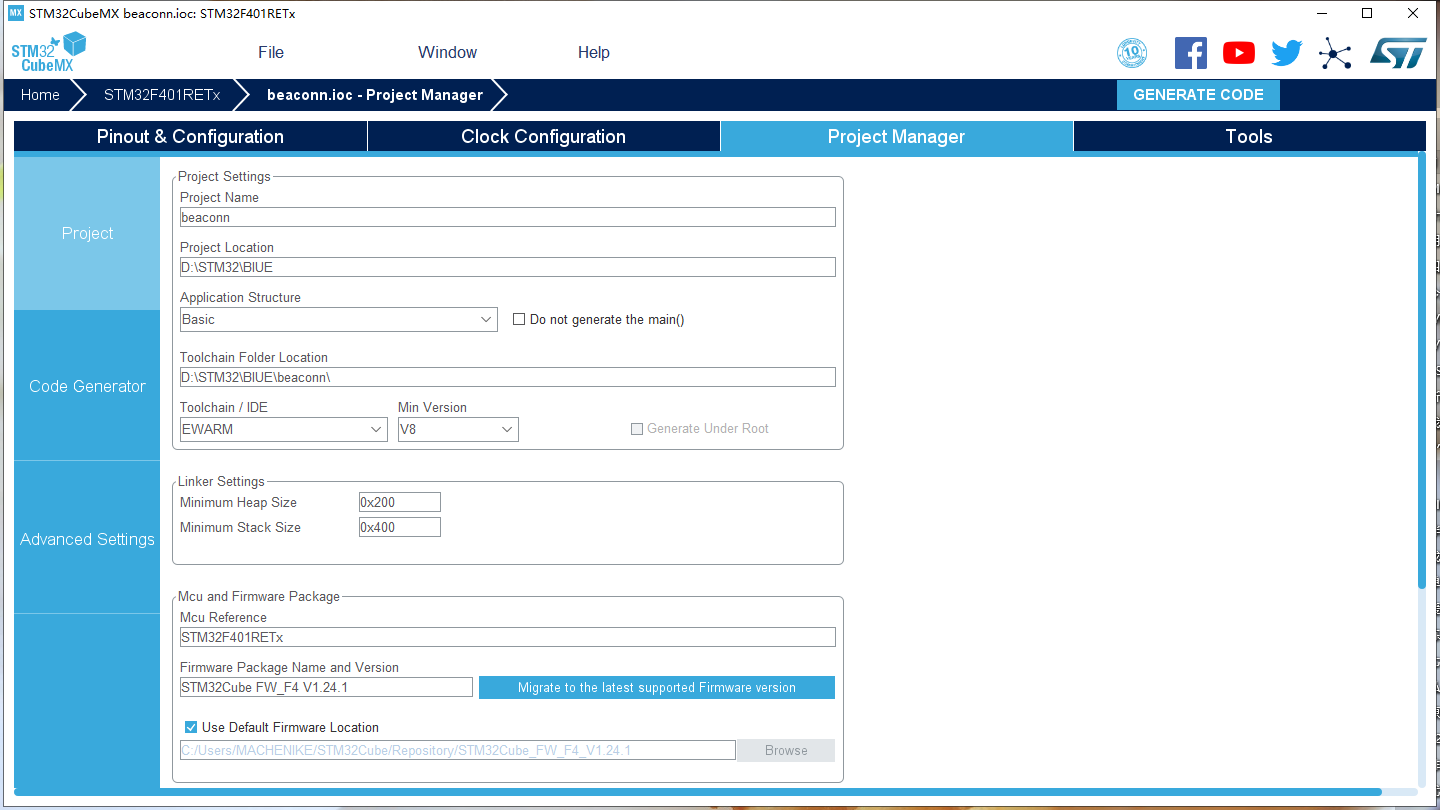 MX STM32CubeMX beaconn.ioc: STM32F401RETx
STM32 CubeMX
File Window Help
10
ST
Home STM32F401RETx beaconn.ioc - Project Manager GENERATE CODE
Pinout & Configuration Clock Configuration Project Manager Tools
Project
Code Generator
Advanced Settings
Project Settings
Project Name
beaconn
Project Location
D:\STM32\BlUE
Application Structure
Basic Do not generate the main()
Toolchain Folder Location
D:\STM32\BlUE\beaconn\
Toolchain / IDE Min Version
EWARM V8 Generate Under Root
Linker Settings
Minimum Heap Size 0x200
Minimum Stack Size 0x400
Mcu and Firmware Package
Mcu Reference
STM32F401RETx
Firmware Package Name and Version
STM32Cube FW_F4 V1.24.1 Migrate to the latest supported Firmware version
Use Default Firmware Location
C:/Users/MACHENIKE/STM32Cube/Repository/STM32Cube_FW_F4_V1.24.1 Browse